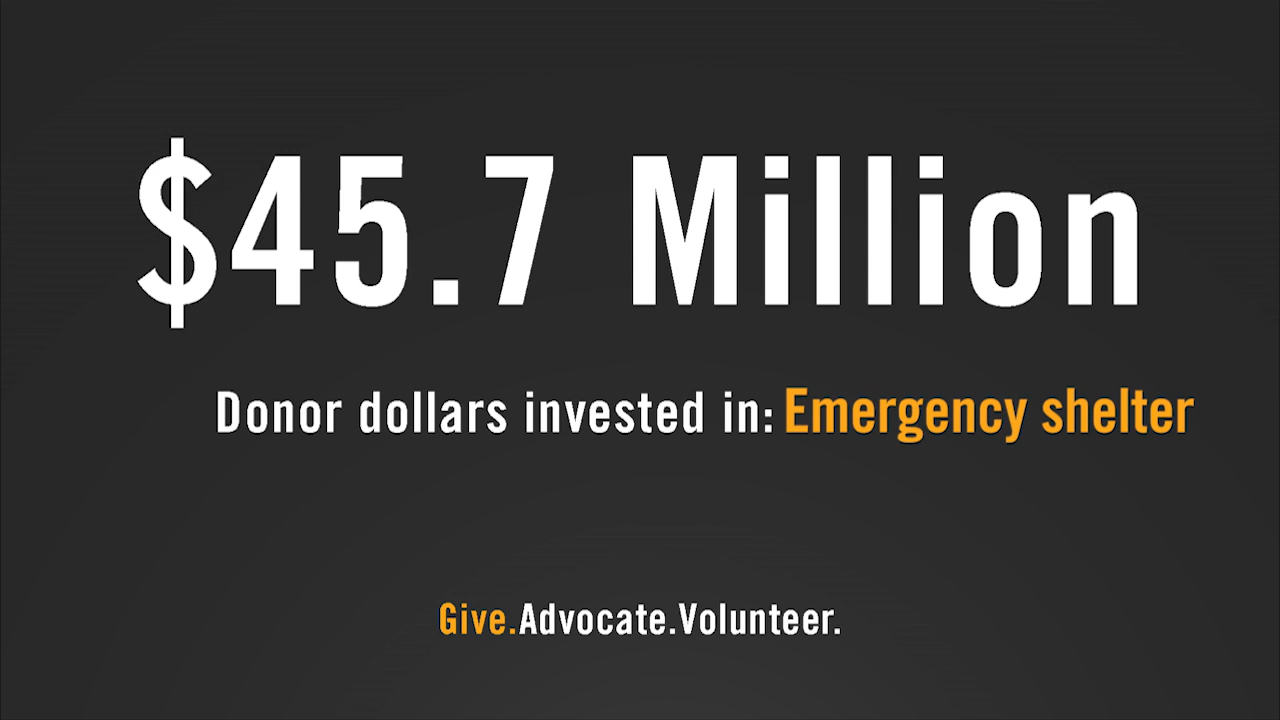 $45.7 Million
Donor dollars invested in: Emergency shelter
Give.Advocate.Volunteer.